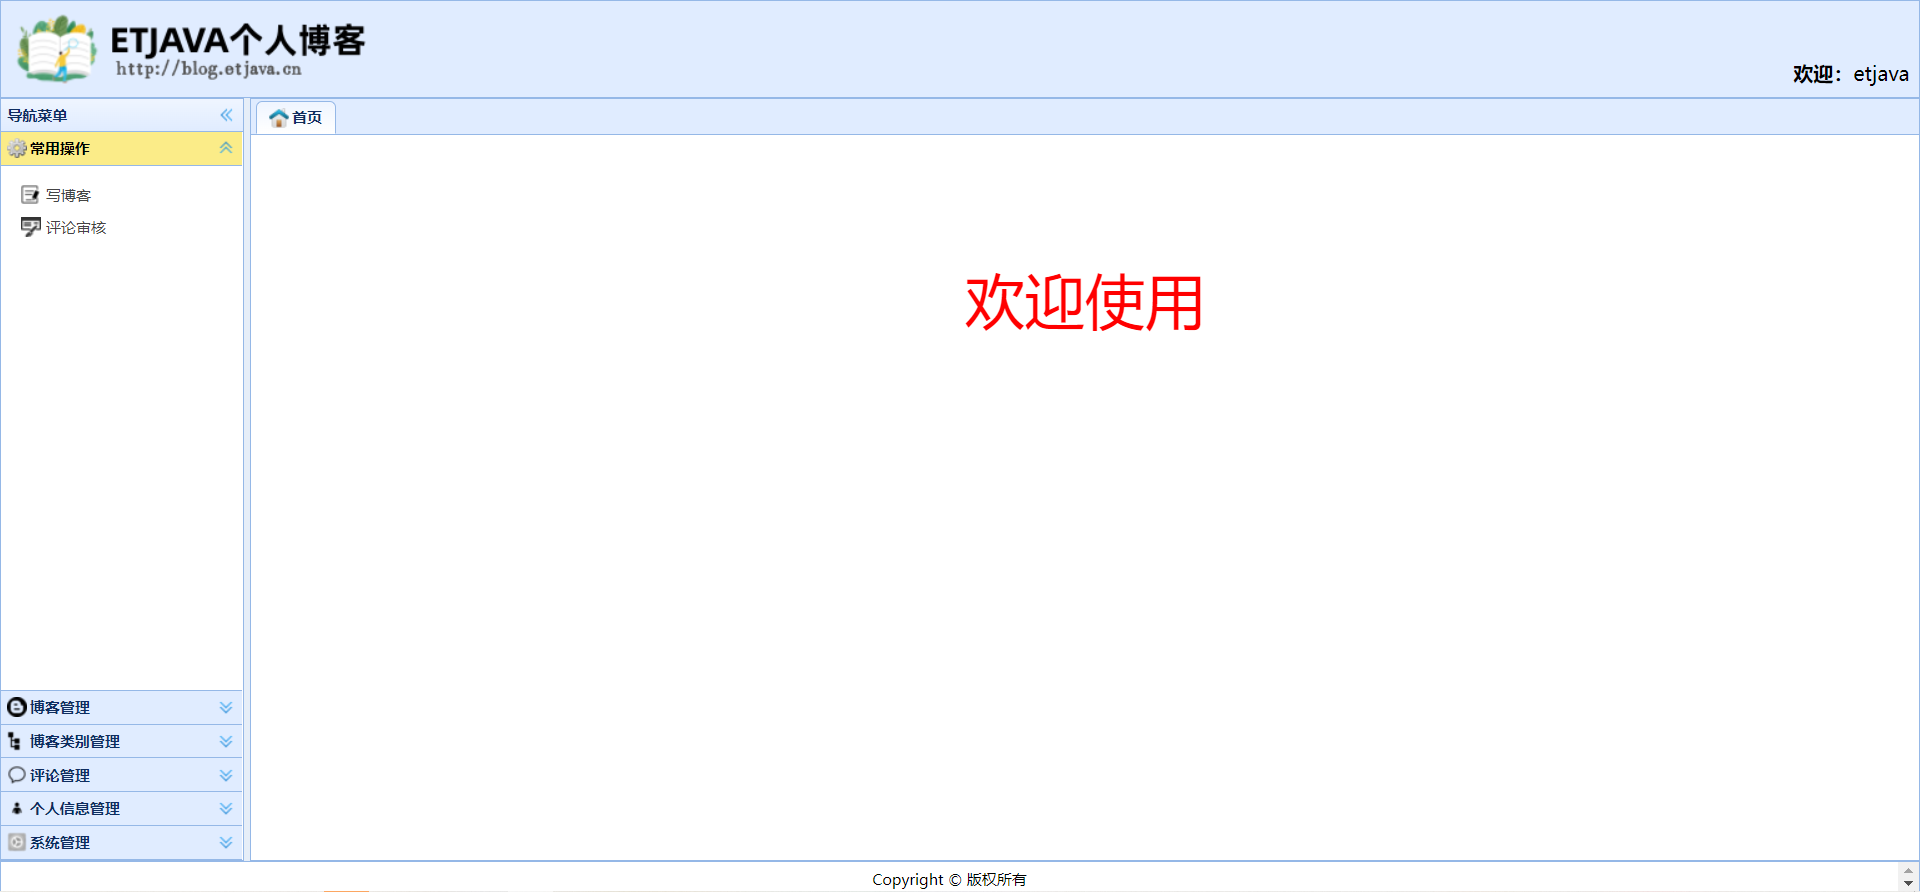 ETJAVA个人博客
http://blog.etjava.cn
欢迎：etjava
导航菜单
首页
常用操作
写博客
评论审核
欢迎使用
博客管理
博客类别管理
评论管理
个人信息管理
系统管理
Copyright © 版权所有